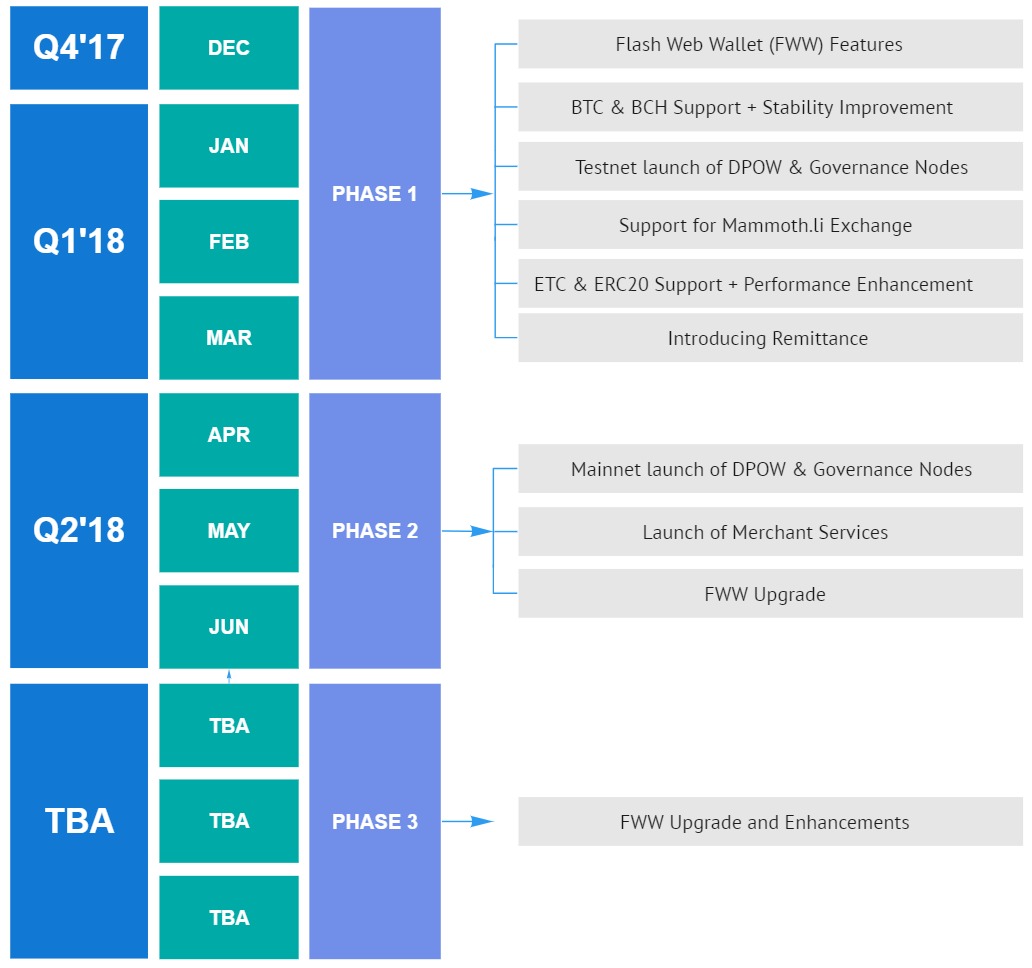 Q4'17
DEC
Q1'18
JAN
FEB
MAR
PHASE 1
Flash Web Wallet (FWW) Features
BTC & BCH Support + Stability Improvement
Testnet launch of DPOW & Governance Nodes
Support for Mammoth.li Exchange
ETC & ERC20 Support + Performance Enhancement
Introducing Remittance
Q2'18
APR
MAY
JUN
PHASE 2
Mainnet launch of DPOW & Governance Nodes
Launch of Merchant Services
FWW Upgrade
TBA
TBA
TBA
TBA
PHASE 3
FWW Upgrade and Enhancements